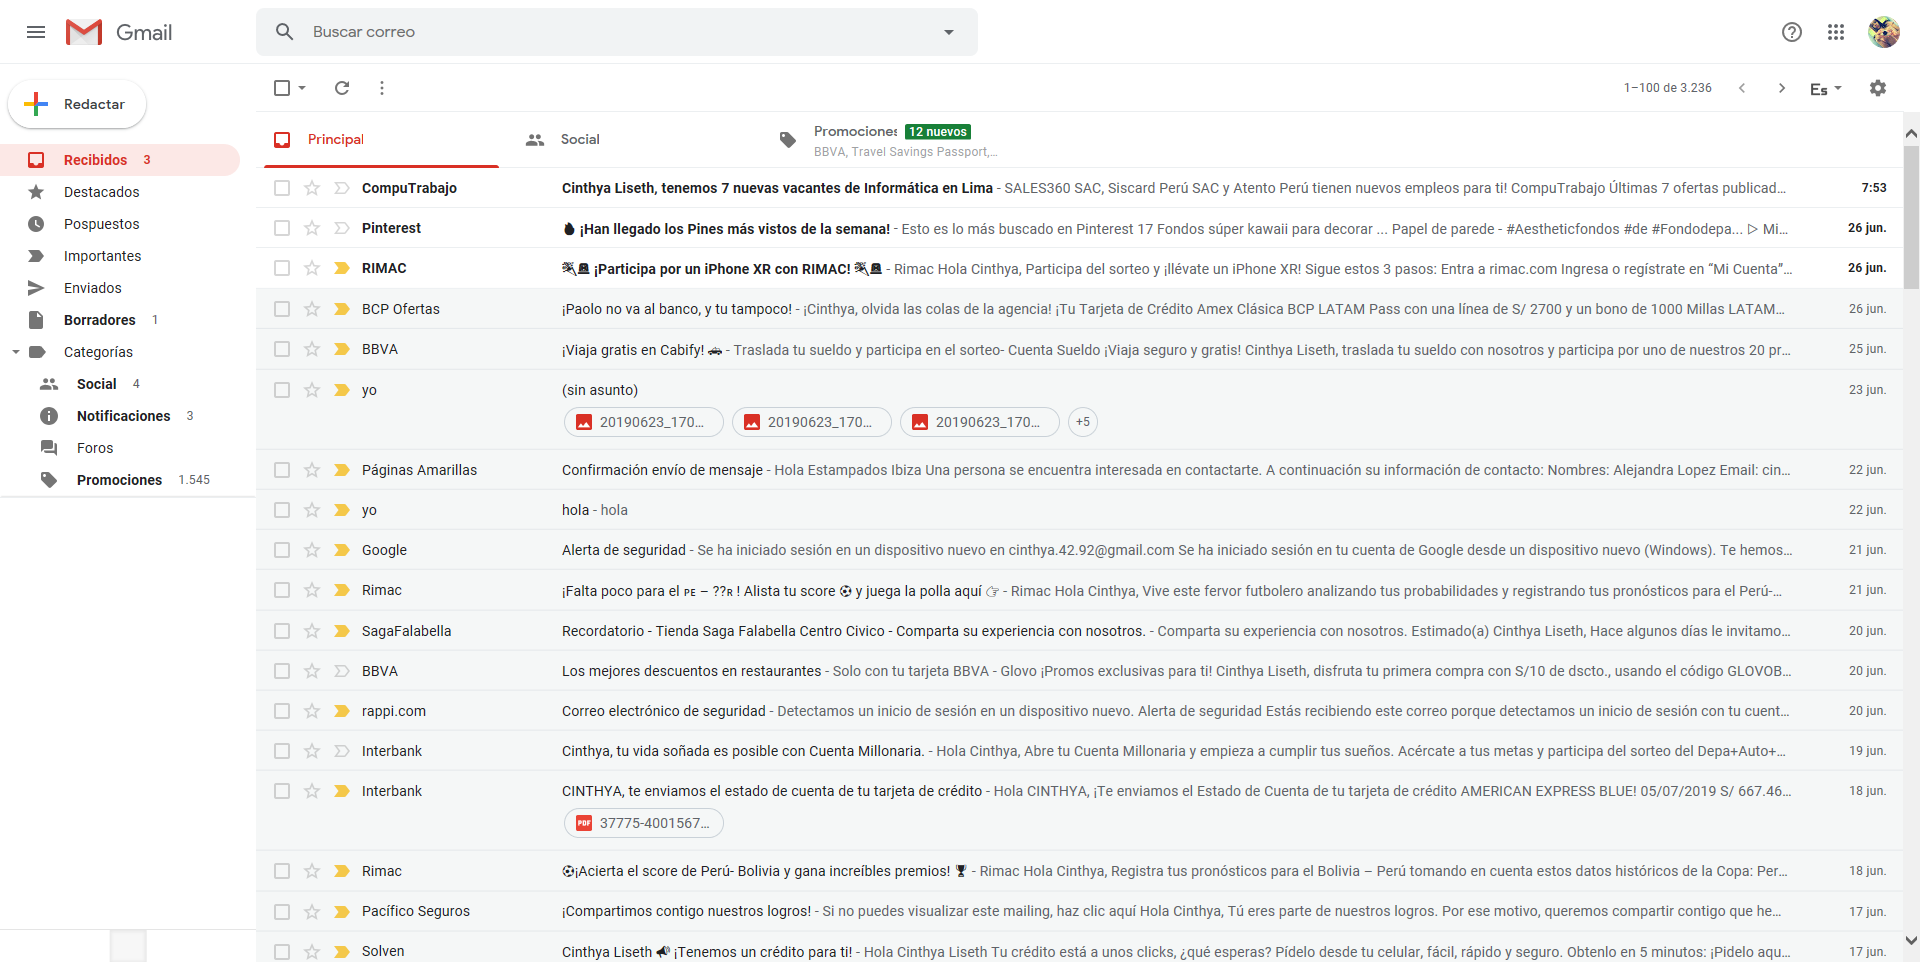 Gmail
Buscar correo
Redactar
1–100 de 3.236
Es
Recibidos 3
Destacados
Pospuestos
Importantes
Enviados
Borradores 1
Categorías
Social 4
Notificaciones 3
Foros
Promociones 1.545
Principal
Social
Promociones 12 nuevos
BBVA, Travel Savings Passport,...
CompuTrabajo Cinthya Liseth, tenemos 7 nuevas vacantes de Informática en Lima - SALES360 SAC, Siscard Perú SAC y Atento Perú tienen nuevos empleos para ti! CompuTrabajo Últimas 7 ofertas publicad... 7:53
Pinterest ¡Han llegado los Pines más vistos de la semana! - Esto es lo más buscado en Pinterest 17 Fondos súper kawaii para decorar ... Papel de parede - #Aestheticfondos #de #Fondodepa... ▷ Mi... 26 jun.
RIMAC ¡Participa por un iPhone XR con RIMAC! - Rimac Hola Cinthya, Participa del sorteo y ¡llévate un iPhone XR! Sigue estos 3 pasos: Entra a rimac.com Ingresa o regístrate en “Mi Cuenta”... 26 jun.
BCP Ofertas ¡Paolo no va al banco, y tu tampoco! - ¡Cinthya, olvida las colas de la agencia! ¡Tu Tarjeta de Crédito Amex Clásica BCP LATAM Pass con una línea de S/ 2700 y un bono de 1000 Millas LATAM... 26 jun.
BBVA ¡Viaja gratis en Cabify! 🚗 - Traslada tu sueldo y participa en el sorteo- Cuenta Sueldo ¡Viaja seguro y gratis! Cinthya Liseth, traslada tu sueldo con nosotros y participa por uno de nuestros 20 pr... 25 jun.
yo (sin asunto) 23 jun.
20190623_170... 20190623_170... 20190623_170... +5
Páginas Amarillas Confirmación envío de mensaje - Hola Estampados Ibiza Una persona se encuentra interesada en contactarte. A continuación su información de contacto: Nombres: Alejandra Lopez Email: cin... 22 jun.
yo hola - hola 22 jun.
Google Alerta de seguridad - Se ha iniciado sesión en un dispositivo nuevo en cinthya.42.92@gmail.com Se ha iniciado sesión en tu cuenta de Google desde un dispositivo nuevo (Windows). Te hemos... 21 jun.
Rimac ¡Falta poco para el ᴘᴇ – ??ʀ ! Alista tu score ⚽ y juega la polla aquí 👉 - Rimac Hola Cinthya, Vive este fervor futbolero analizando tus probabilidades y registrando tus pronósticos para el Perú-... 21 jun.
SagaFalabella Recordatorio - Tienda Saga Falabella Centro Civico - Comparta su experiencia con nosotros. - Comparta su experiencia con nosotros. Estimado(a) Cinthya Liseth, Hace algunos días le invitamo... 20 jun.
BBVA Los mejores descuentos en restaurantes - Solo con tu tarjeta BBVA - Glovo ¡Promos exclusivas para ti! Cinthya Liseth, disfruta tu primera compra con S/10 de dscto., usando el código GLOVOB... 20 jun.
rappi.com Correo electrónico de seguridad - Detectamos un inicio de sesión en un dispositivo nuevo. Alerta de seguridad Estás recibiendo este correo porque detectamos un inicio de sesión con tu cuent... 20 jun.
Interbank Cinthya, tu vida soñada es posible con Cuenta Millonaria. - Hola Cinthya, Abre tu Cuenta Millonaria y empieza a cumplir tus sueños. Acércate a tus metas y participa del sorteo del Depa+Auto+... 19 jun.
Interbank CINTHYA, te enviamos el estado de cuenta de tu tarjeta de crédito - Hola CINTHYA, ¡Te enviamos el Estado de Cuenta de tu tarjeta de crédito AMERICAN EXPRESS BLUE! 05/07/2019 S/ 667.46... 18 jun.
PDF 37775-4001567...
Rimac ⚽¡Acierta el score de Perú- Bolivia y gana increíbles premios! 🏆 - Rimac Hola Cinthya, Registra tus pronósticos para el Bolivia – Perú tomando en cuenta estos datos históricos de la Copa: Per... 18 jun.
Pacífico Seguros ¡Compartimos contigo nuestros logros! - Si no puedes visualizar este mailing, haz clic aquí Hola Cinthya, Tú eres parte de nuestros logros. Por ese motivo, queremos compartir contigo que he... 17 jun.
Solven Cinthya Liseth 📢 ¡Tenemos un crédito para ti! - Hola Cinthya Liseth Tu crédito está a unos clicks, ¿qué esperas? Pídelo desde tu celular, fácil, rápido y seguro. Obtenlo en 5 minutos: ¡Pidelo aqu... 17 jun.